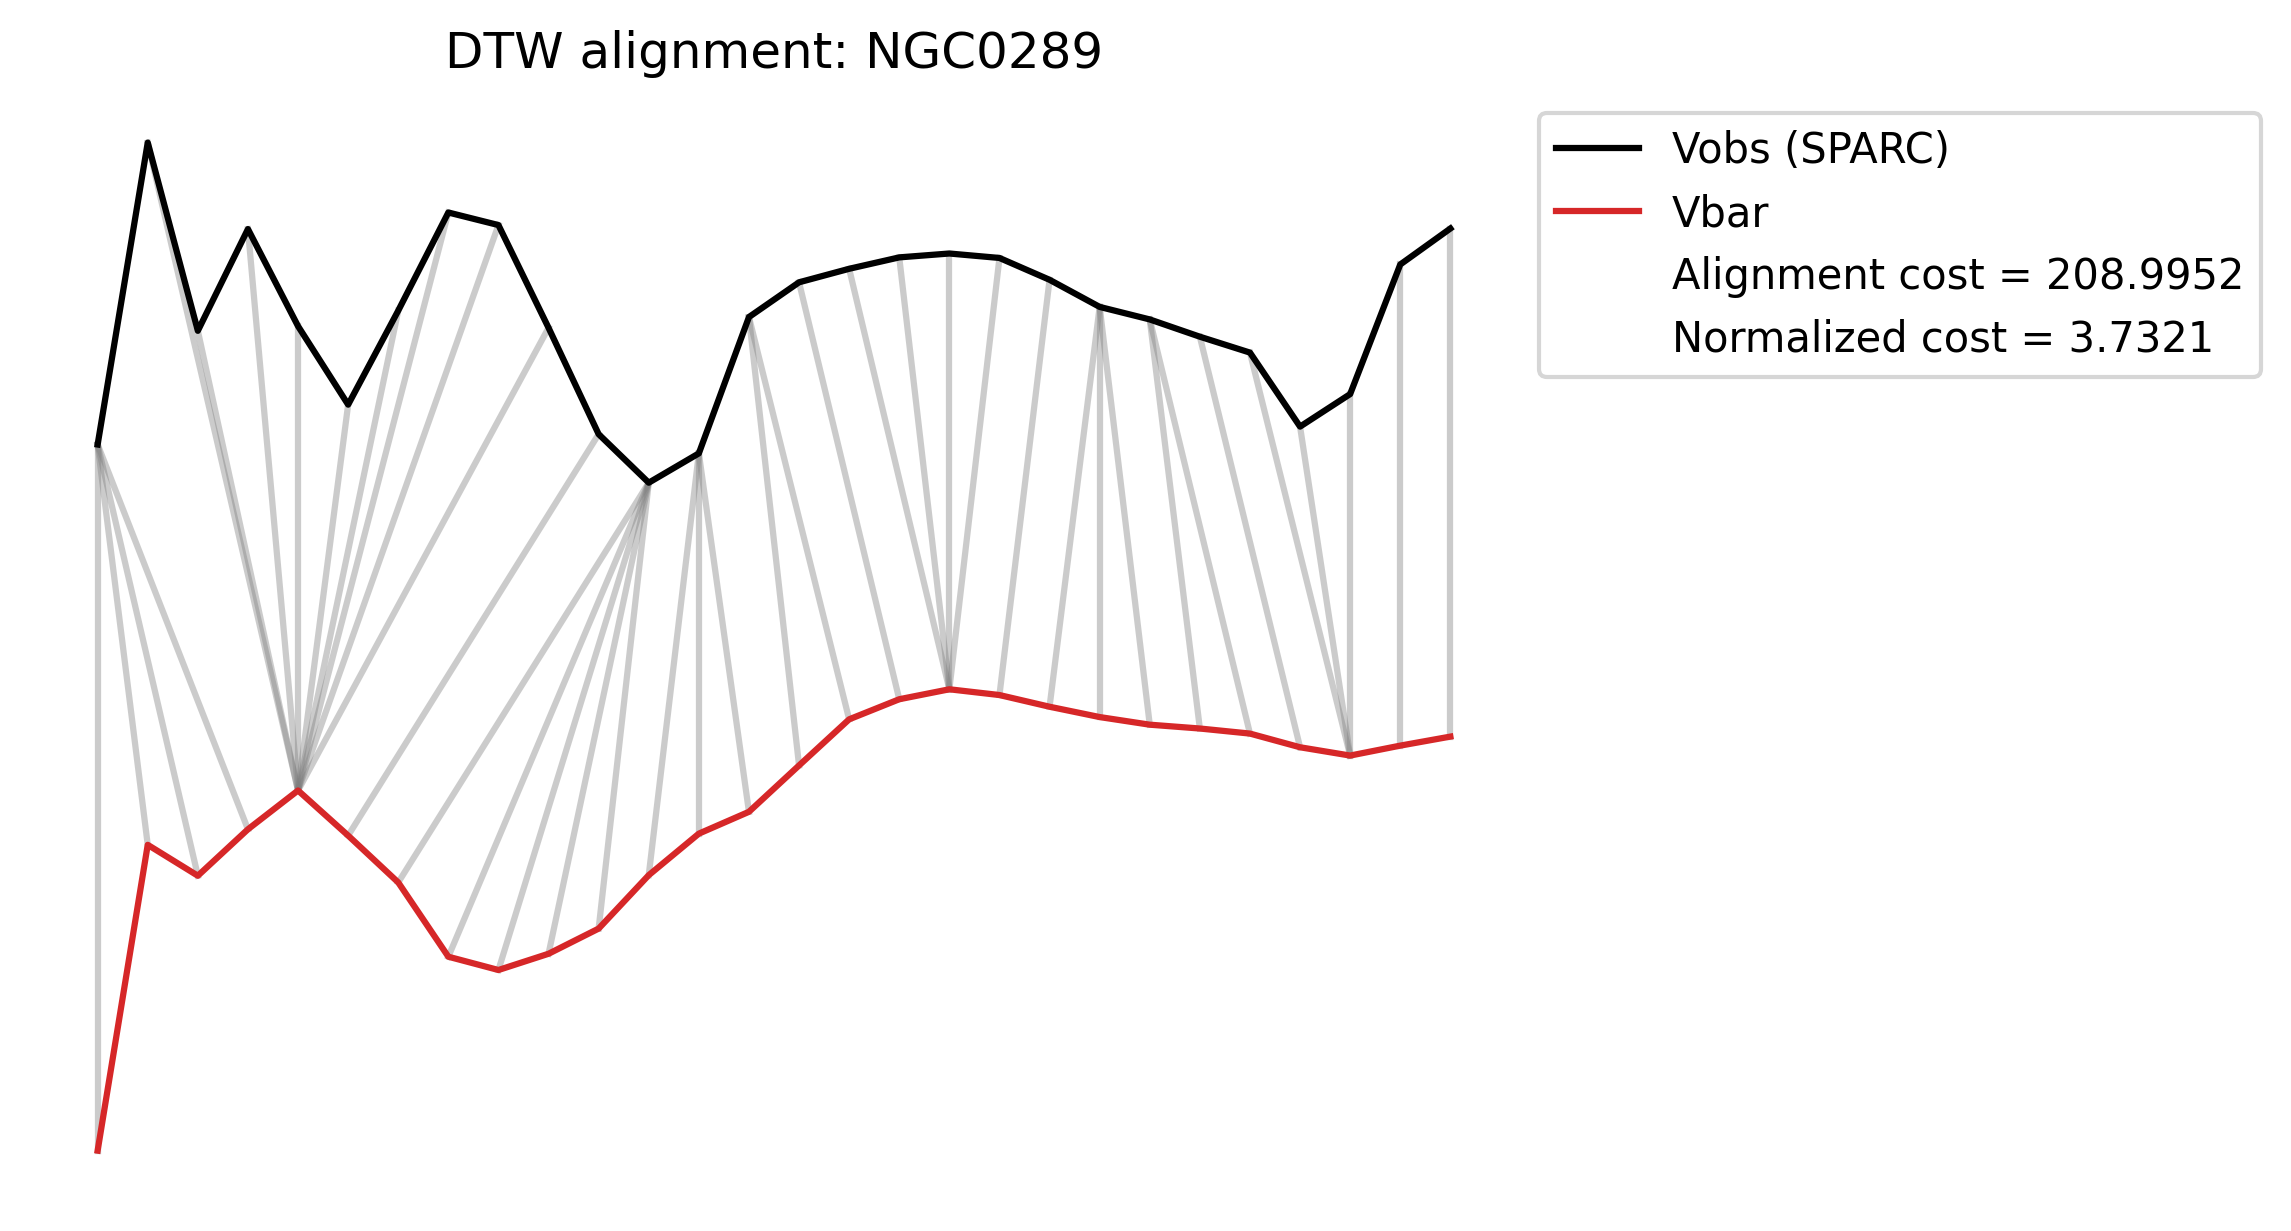 DTW alignment: NGC0289
Vobs (SPARC)
Vbar
Alignment cost = 208.9952
Normalized cost = 3.7321